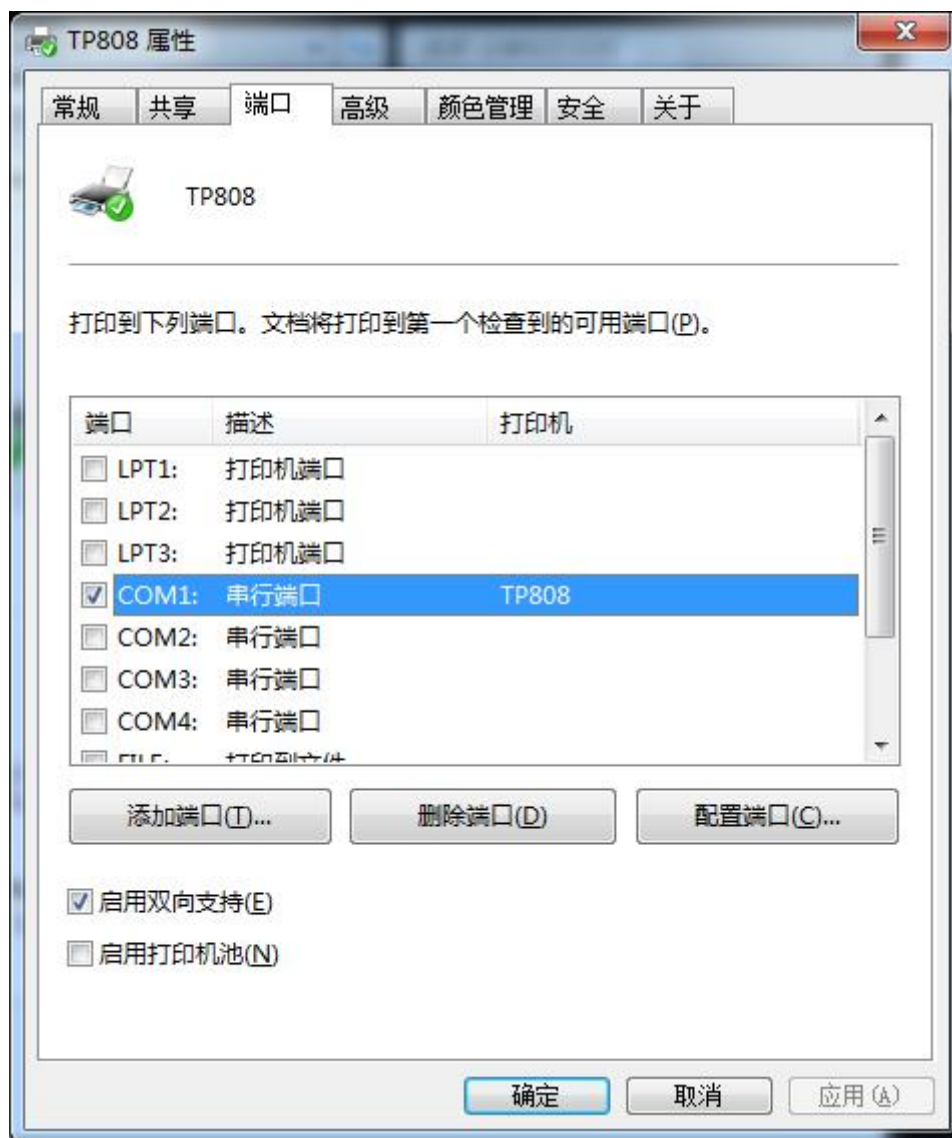 TP808 属性
常规 共享 端口 高级 颜色管理 安全 关于
TP808
打印到下列端口。文档将打印到第一个检查到的可用端口(P)。
端口 描述 打印机
LPT1: 打印机端口
LPT2: 打印机端口
LPT3: 打印机端口
COM1: 串行端口 TP808
COM2: 串行端口
COM3: 串行端口
COM4: 串行端口
FILE: 打印到文件
添加端口(T)... 删除端口(D) 配置端口(C)...
启用双向支持(E)
启用打印机池(N)
确定 取消 应用(A)